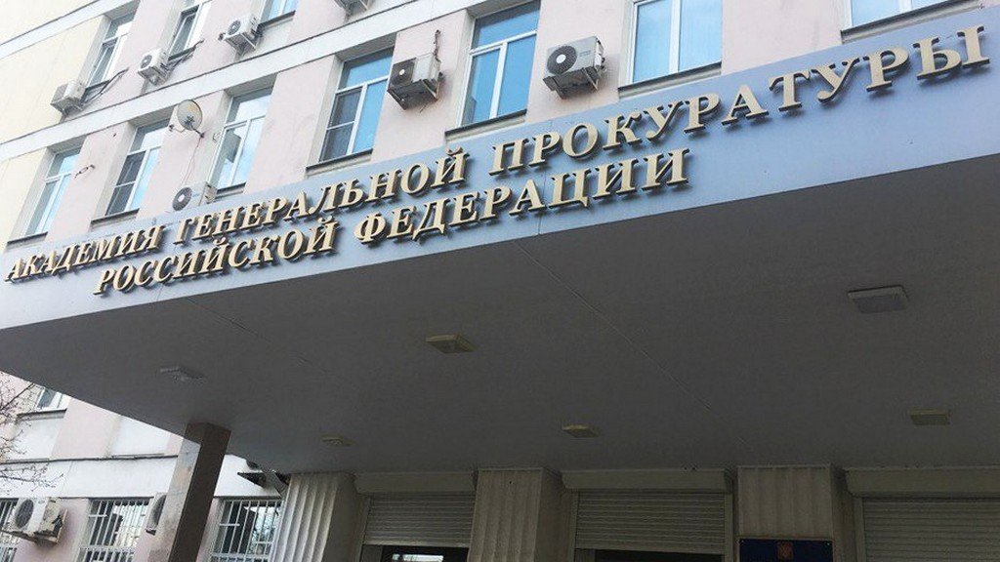 АКАДЕМИЯ ГЕНЕРАЛЬНОЙ ПРОКУРАТУРЫ
РОССИЙСКОЙ ФЕДЕРАЦИИ